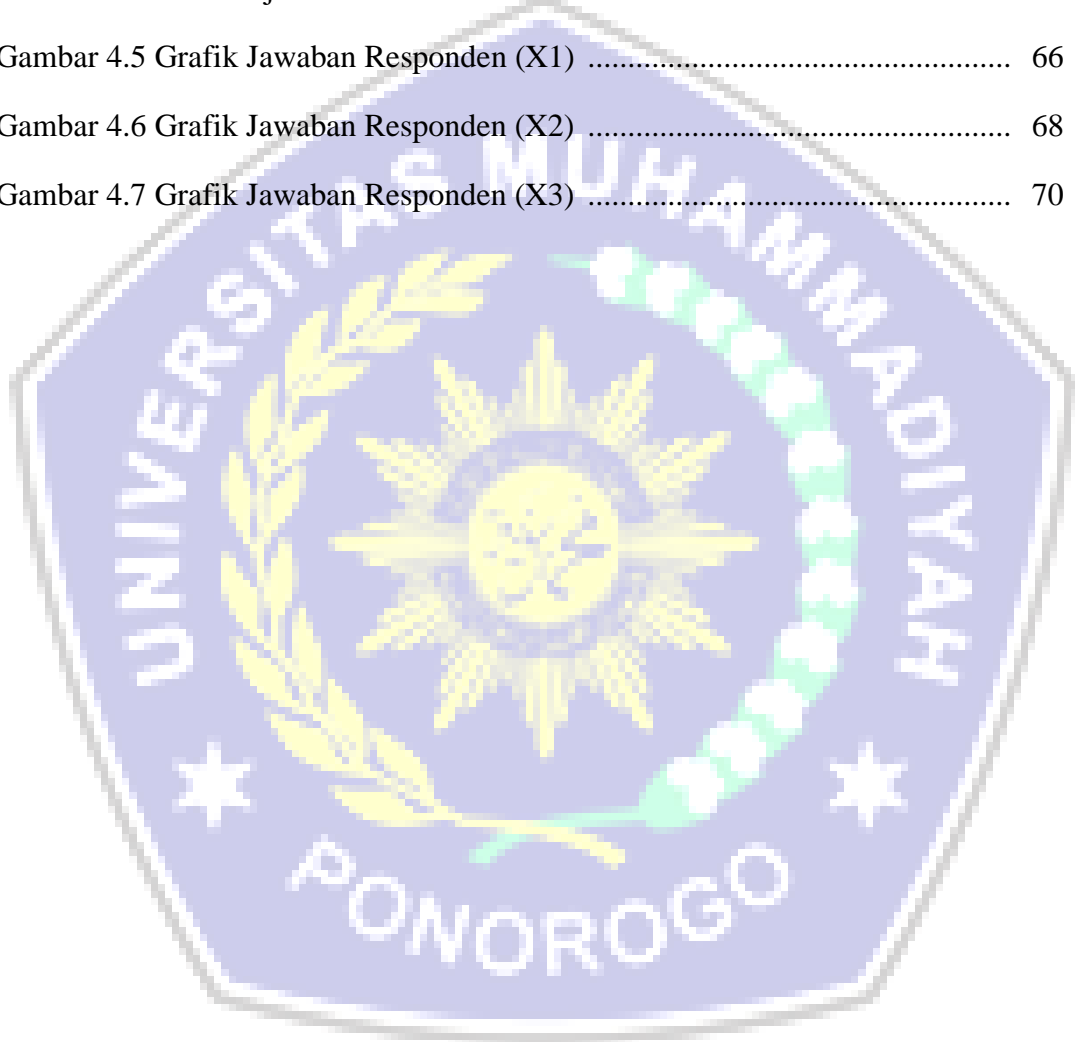 Gambar 4.5 Grafik Jawaban Responden (X1) ................................................... 66
Gambar 4.6 Grafik Jawaban Responden (X2) ................................................... 68
Gambar 4.7 Grafik Jawaban Responden (X3) ................................................... 70
UNIVERSITAS MUHAMMADIYAH
PONOROGO